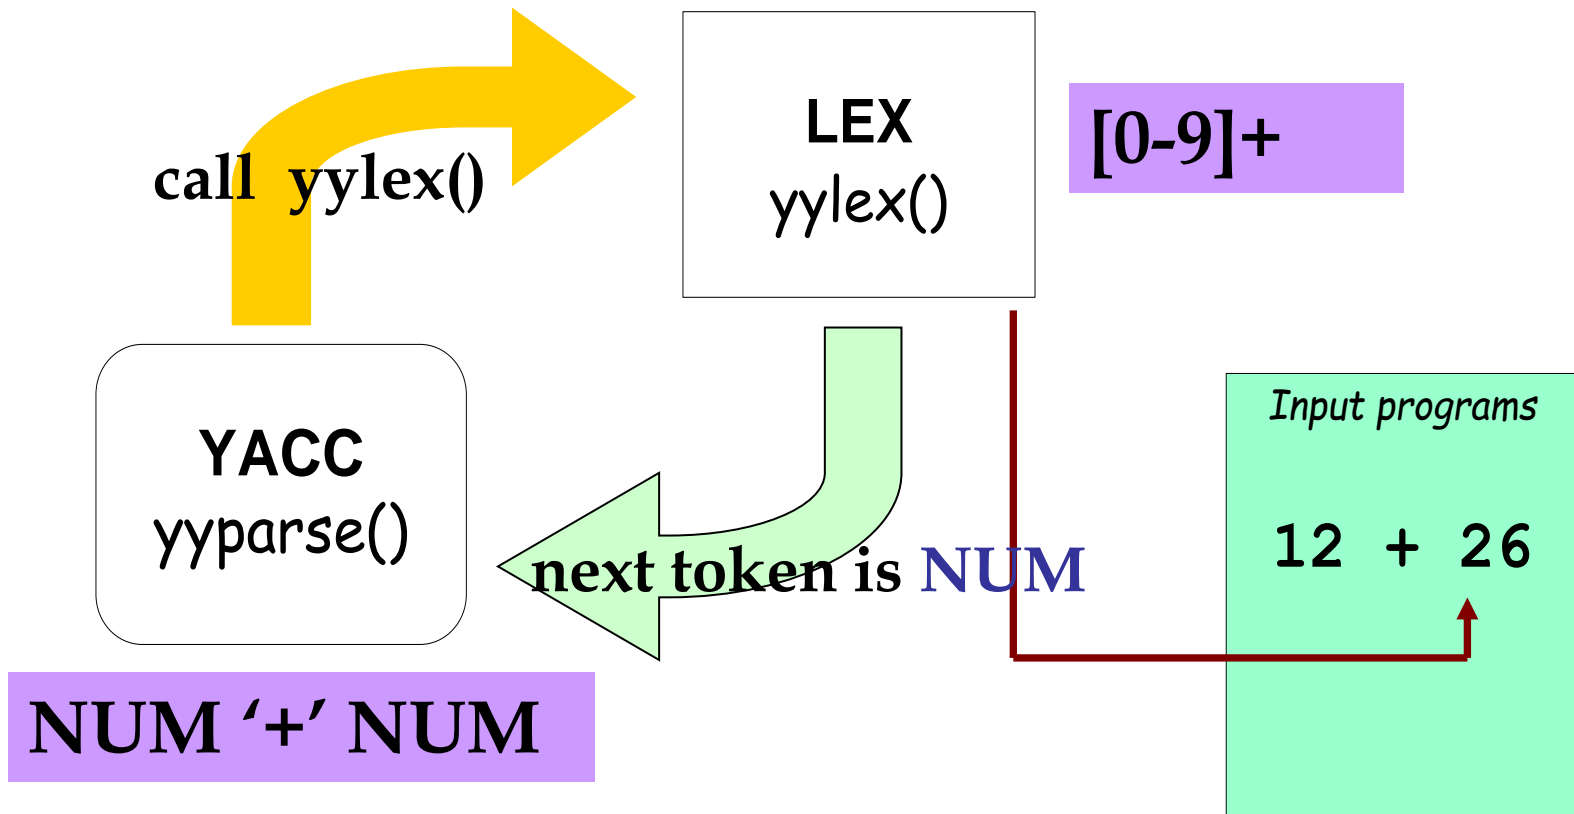 LEX
yylex()
[0-9]+
call yylex()
YACC
yyparse()
next token is NUM
Input programs
12 + 26
NUM ‘+’ NUM